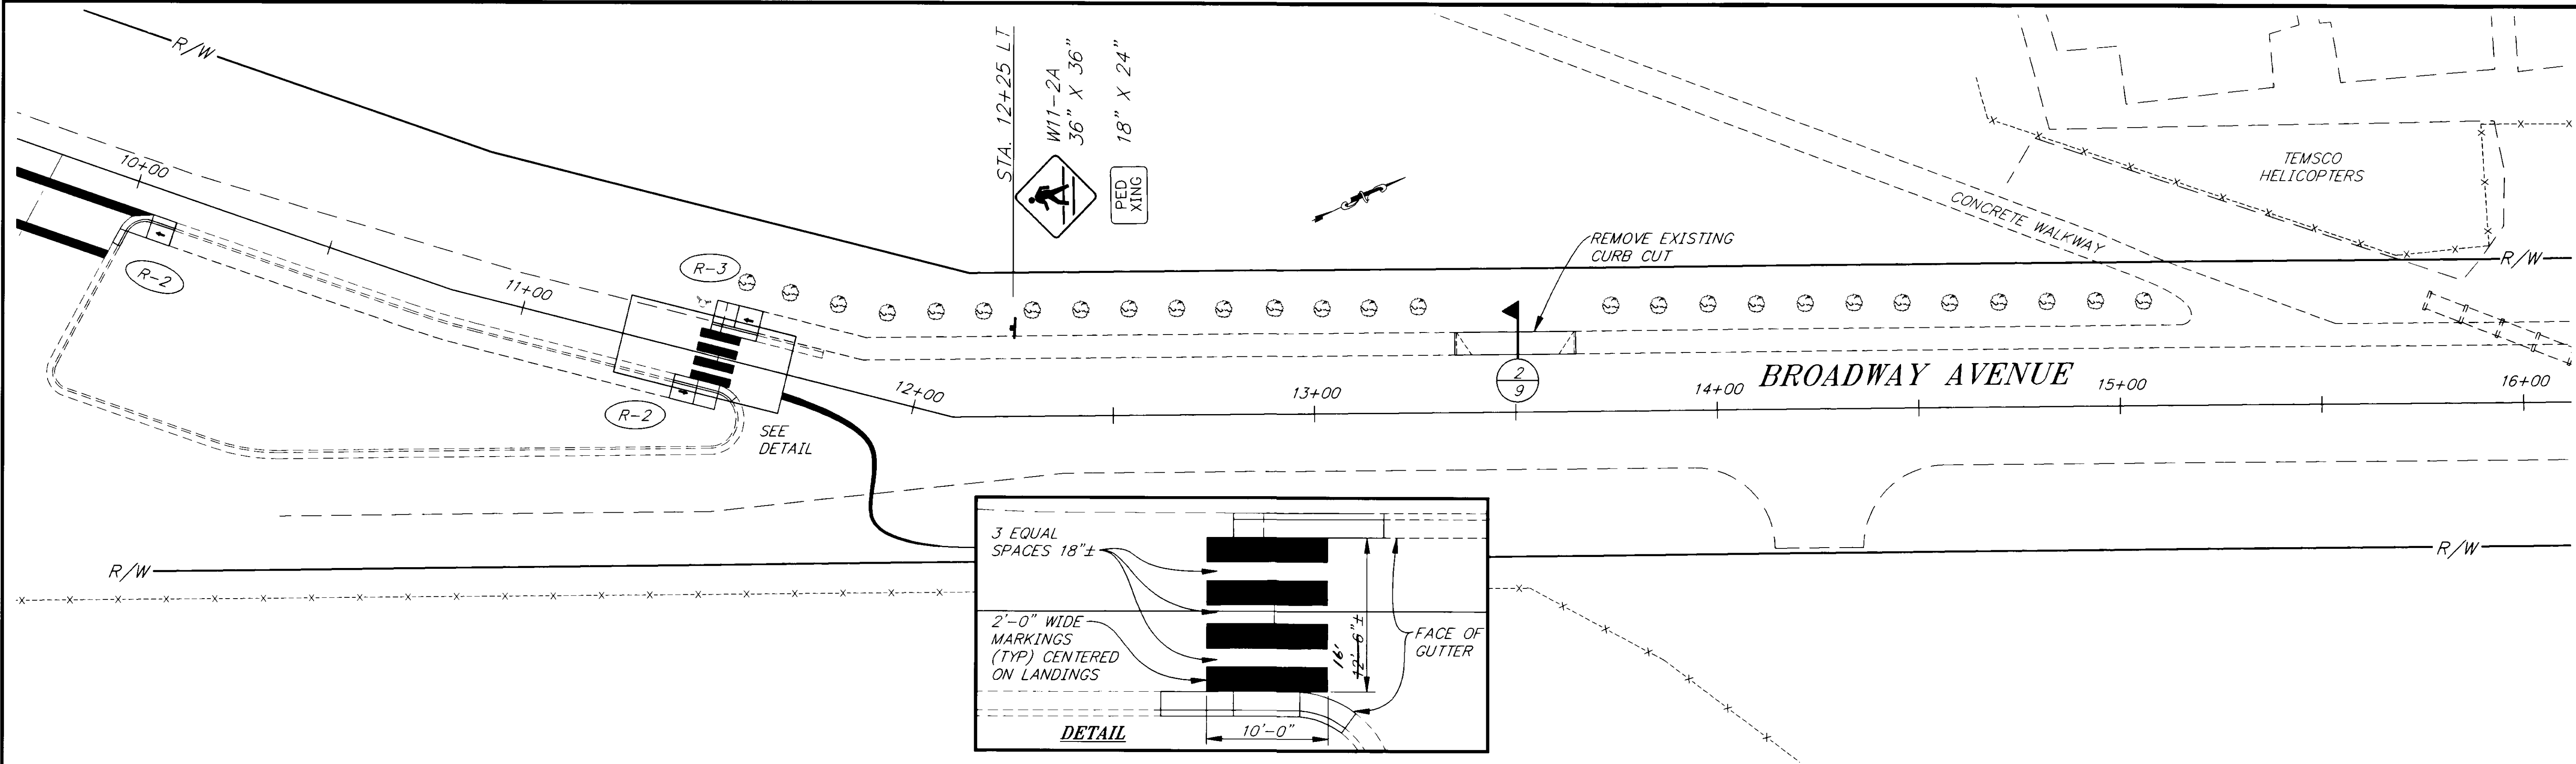 R/W
10+00
R-2
11+00
R-3
R-2
SEE
DETAIL
12+00
STA. 12+25 LT
W11-2A
36" X 36"
PED
XING
18" X 24"
13+00
REMOVE EXISTING
CURB CUT
2
9
14+00
BROADWAY AVENUE
15+00
16+00
CONCRETE WALKWAY
TEMSCO
HELICOPTERS
R/W
R/W
R/W
3 EQUAL
SPACES 18"±
2'-0" WIDE
MARKINGS
(TYP) CENTERED
ON LANDINGS
16'
12'-6"±
FACE OF
GUTTER
10'-0"
DETAIL